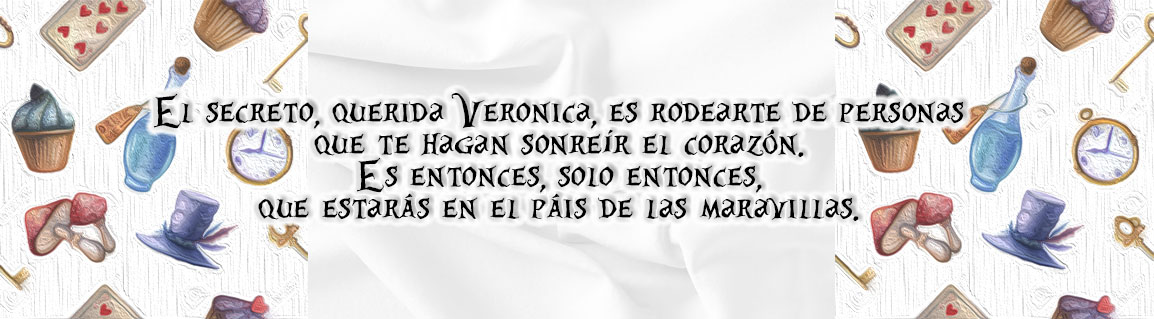 El secreto, querida Veronica, es rodearte de personas
que te hagan sonreír el corazón.
Es entonces, solo entonces,
que estarás en el páis de las maravillas.